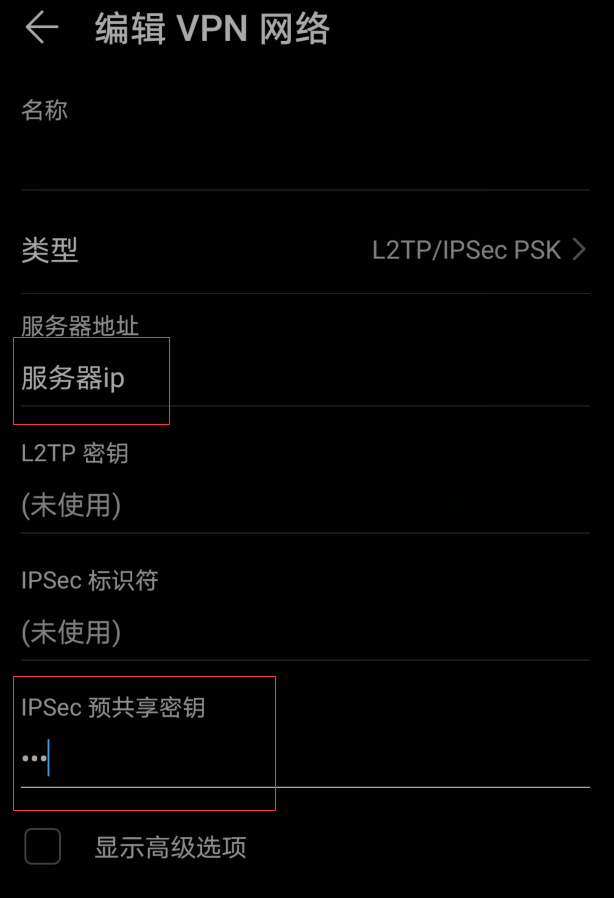 编辑 VPN 网络
名称
类型
L2TP/IPSec PSK
服务器地址
服务器ip
L2TP 密钥
(未使用)
IPSec 标识符
(未使用)
IPSec 预共享密钥
•••
显示高级选项